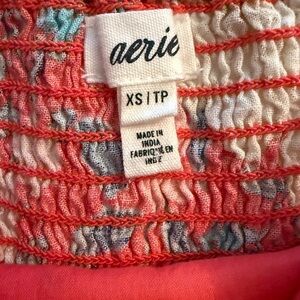 aerie
XS | TP
MADE IN
INDIA
FABRIQUÉ EN
INDE